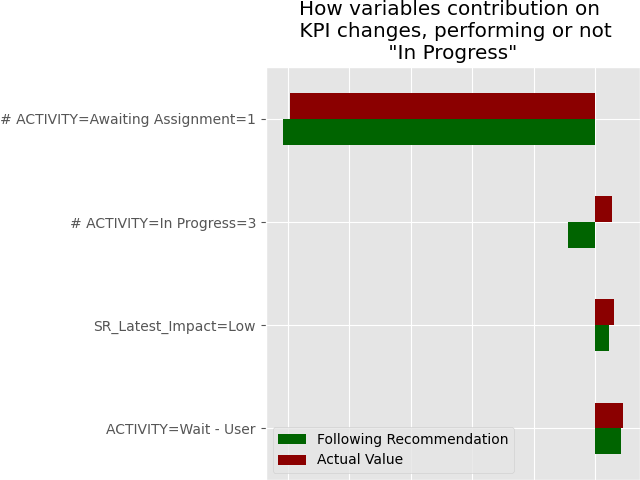 How variables contribution on
KPI changes, performing or not
"In Progress"
# ACTIVITY=Awaiting Assignment=1
# ACTIVITY=In Progress=3
SR_Latest_Impact=Low
ACTIVITY=Wait - User
Following Recommendation
Actual Value